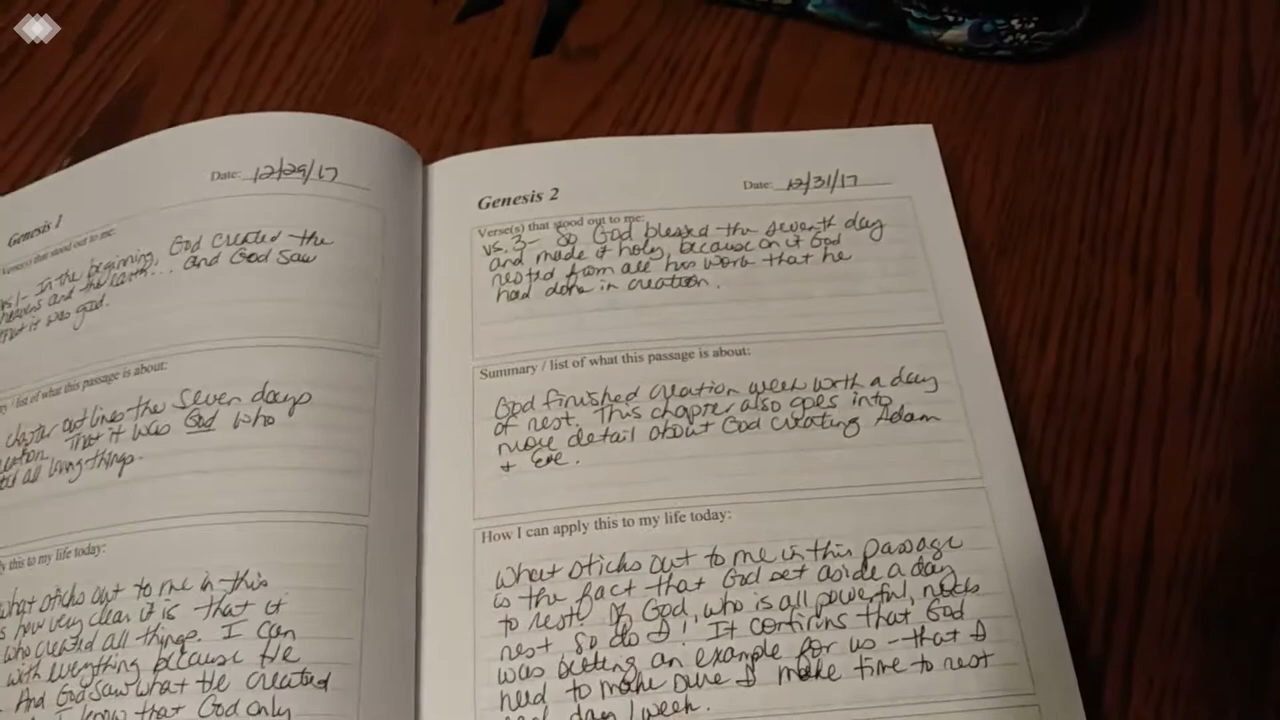 Date: 12/29/17
Genesis 1
Verse(s) that stood out to me:
vs. 1- In the beginning, God created the
heavens and the earth... and God saw
that it was good.
/ list of what this passage is about:
chapter outlines the seven days
That it was God who
all living things.
this to my life today:
what sticks out to me in this
is how very clear it is that it
who created all things. I can
with everything because He
And God saw what He created
I know that God only
Genesis 2
Date: 12/31/17
Verse(s) that stood out to me:
vs. 3- So God blessed the seventh day
and made it holy, because on it God
rested from all his work that he
had done in creation.
Summary / list of what this passage is about:
God finished creation week worth a day
of rest. This chapter also goes into
more detail about God creating Adam
+ Eve.
How I can apply this to my life today:
What sticks out to me in this passage
is the fact that God set aside a day
to rest! If God, who is all powerful, needs
rest, so do I! It confirms that God
was setting an example for us - that I
need to make sure I make time to rest
day/week.